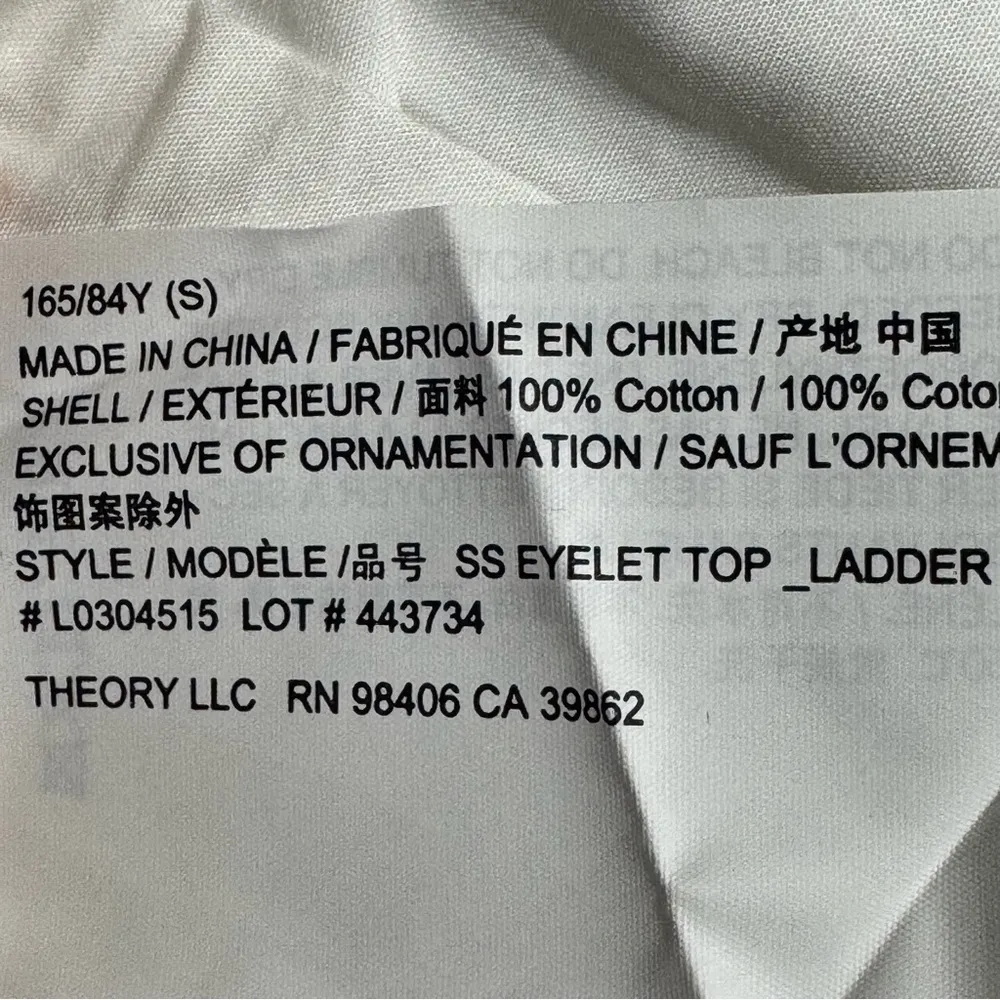 165/84Y (S)
MADE IN CHINA / FABRIQUÉ EN CHINE / 产地 中国
SHELL / EXTÉRIEUR / 面料 100% Cotton / 100% Coto
EXCLUSIVE OF ORNAMENTATION / SAUF L'ORNEM
饰图案除外
STYLE / MODÈLE /品号 SS EYELET TOP _LADDER
# L0304515 LOT # 443734
THEORY LLC RN 98406 CA 39862